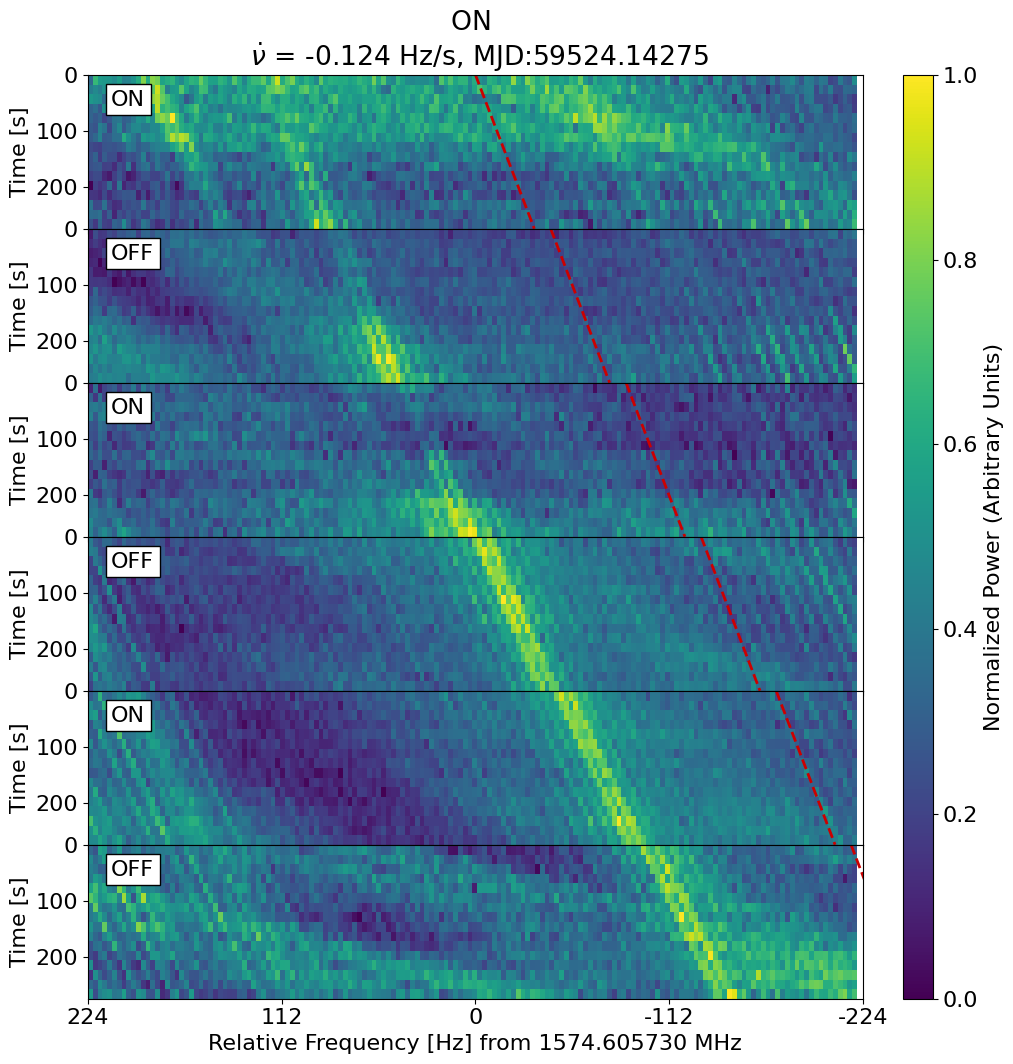 ON
ν̇ = -0.124 Hz/s, MJD:59524.14275
0
100
200
Time [s]
ON
0
100
200
Time [s]
OFF
0
100
200
Time [s]
ON
0
100
200
Time [s]
OFF
0
100
200
Time [s]
ON
0
100
200
Time [s]
OFF
224 112 0 -112 -224
Relative Frequency [Hz] from 1574.605730 MHz
1.0
0.8
0.6
0.4
0.2
0.0
Normalized Power (Arbitrary Units)